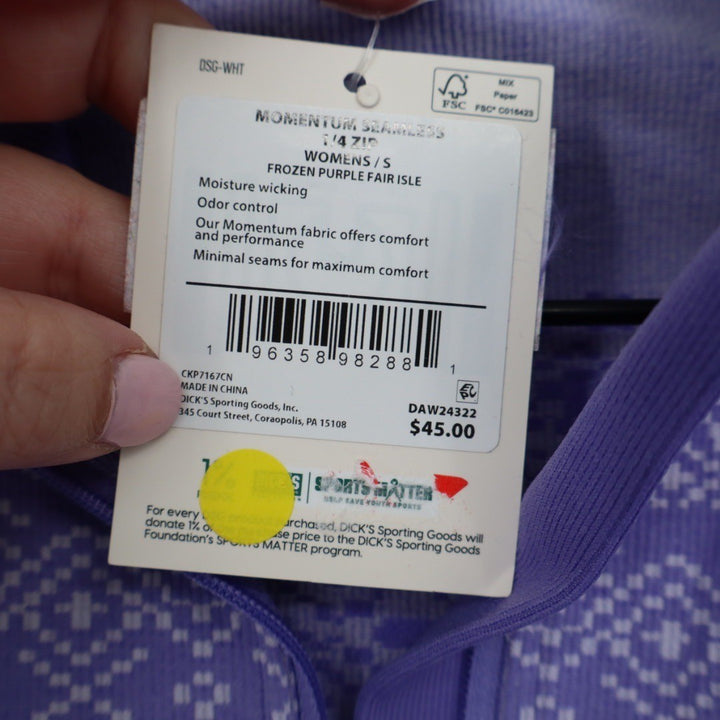 DSG-WHT
FSC
MIX
Paper
FSC® C016423
MOMENTUM SEAMLESS
1/4 ZIP
WOMENS / S
FROZEN PURPLE FAIR ISLE
Moisture wicking
Odor control
Our Momentum fabric offers comfort
and performance
Minimal seams for maximum comfort
1 96358 98288 1
CKP7167CN
MADE IN CHINA
DICK'S Sporting Goods, Inc.
345 Court Street, Coraopolis, PA 15108
DAW24322
$45.00
1%
SPORTS MATTER
HELP SAVE YOUTH SPORTS
For every purchased, DICK'S Sporting Goods will
donate 1% of price to the DICK'S Sporting Goods
Foundation's SPORTS MATTER program.